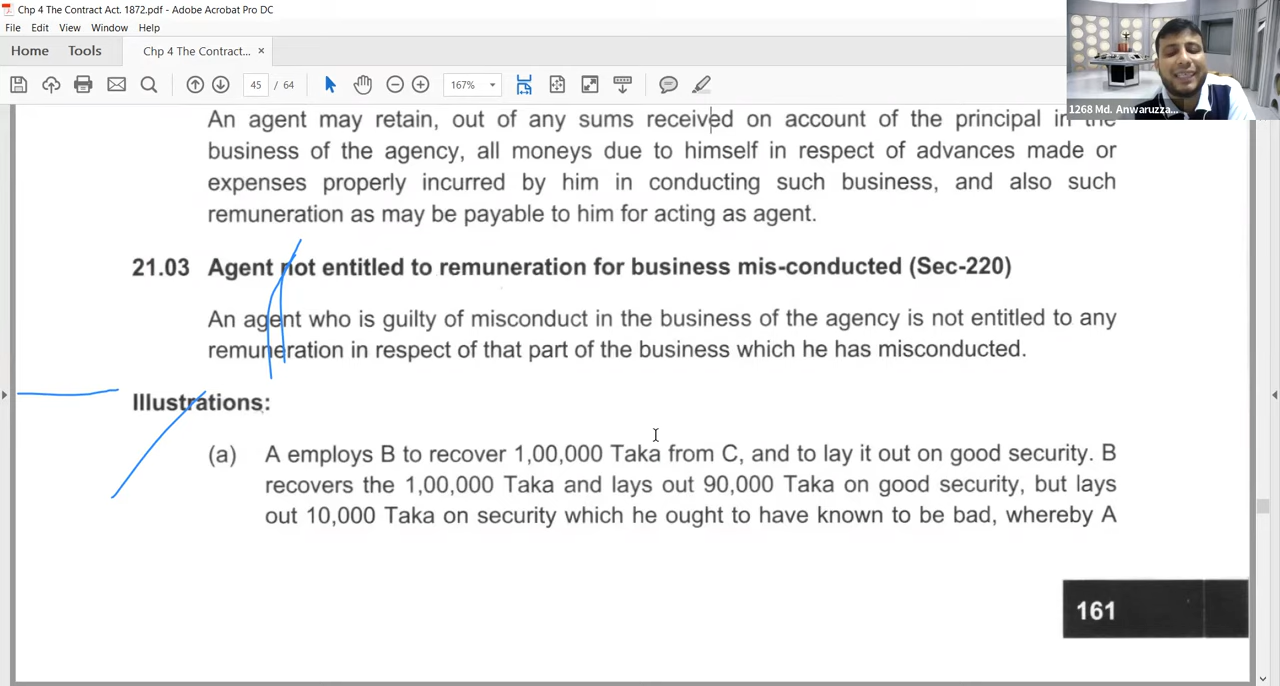 Chp 4 The Contract Act. 1872.pdf - Adobe Acrobat Pro DC
File Edit View Window Help
Home Tools Chp 4 The Contract... ×
45 / 64 167%
1268 Md. Anwaruzza...
An agent may retain, out of any sums received on account of the principal in the
business of the agency, all moneys due to himself in respect of advances made or
expenses properly incurred by him in conducting such business, and also such
remuneration as may be payable to him for acting as agent.
21.03 Agent not entitled to remuneration for business mis-conducted (Sec-220)
An agent who is guilty of misconduct in the business of the agency is not entitled to any
remuneration in respect of that part of the business which he has misconducted.
Illustrations:
(a) A employs B to recover 1,00,000 Taka from C, and to lay it out on good security. B
recovers the 1,00,000 Taka and lays out 90,000 Taka on good security, but lays
out 10,000 Taka on security which he ought to have known to be bad, whereby A
161